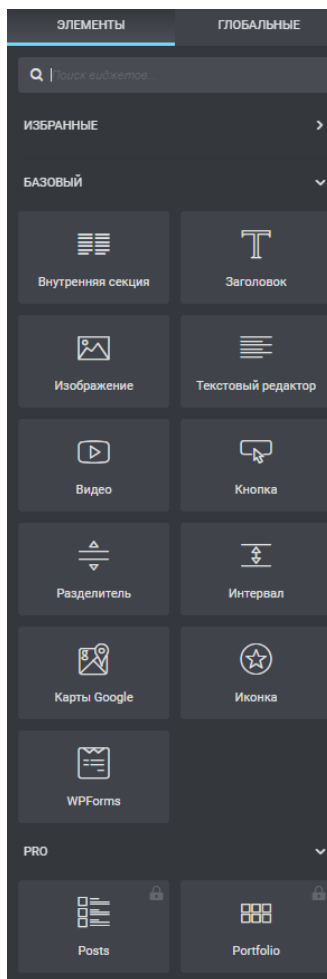 ЭЛЕМЕНТЫ ГЛОБАЛЬНЫЕ
Поиск виджетов...
ИЗБРАННЫЕ
БАЗОВЫЙ
Внутренняя секция Заголовок
Изображение Текстовый редактор
Видео Кнопка
Разделитель Интервал
Карты Google Иконка
WPForms
PRO
Posts Portfolio